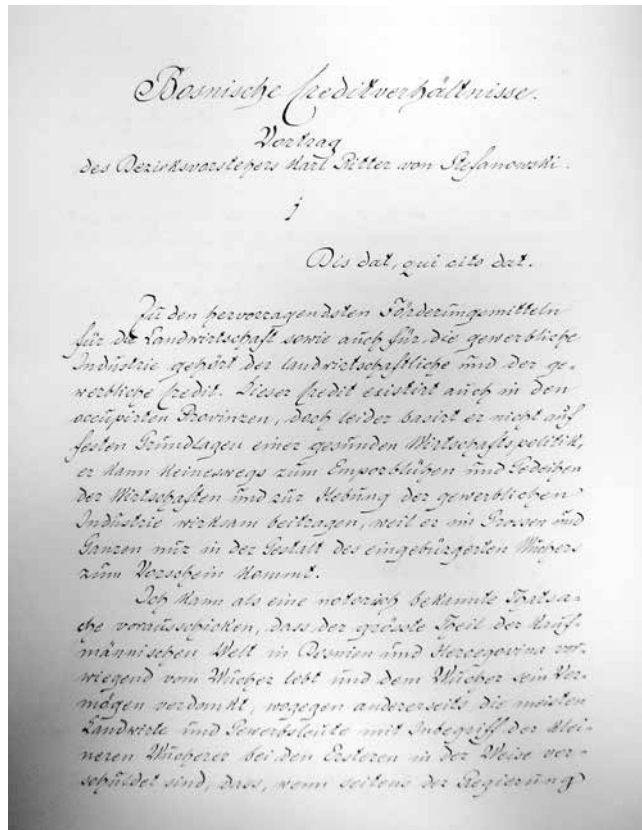 Bosnische Creditverhältnisse.
Vortrag
des Bezirksvorstehers Karl Ritter von Stefanowski.
Bis dat, qui cito dat.
Zu den hervorragendsten Förderungsmitteln
für die Landwirtschaft sowie auch für die gewerbliche
Industrie gehört der landwirtschaftliche und der ge-
werbliche Credit. Dieser Credit existirt auch in den
occupirten Provinzen, doch leider basirt er nicht auf
festen Grundlagen einer gesunden Wirtschaftspolitik,
er kann keineswegs zum Emporblühen und Gedeihen
der Wirtschaften und zur Hebung der gewerblichen
Industrie wirksam beitragen, weil er im Grossen und
Ganzen nur in der Gestalt des eingebürgerten Wuchers
zum Vorschein kommt.
Ich kann als eine notorisch bekannte Thatsa-
che vorausschicken, dass der grösste Theil der kauf-
männischen Welt in Bosnien und Hercegovina vor-
wiegend vom Wucher lebt und dem Wucher sein Ver-
mögen verdankt, wogegen andererseits die meisten
Landwirte und Gewerbsleute mit Inbegriff der klei-
neren Wucherer bei den Ersteren in der Weise ver-
schuldet sind, dass, wenn seitens der Regierung